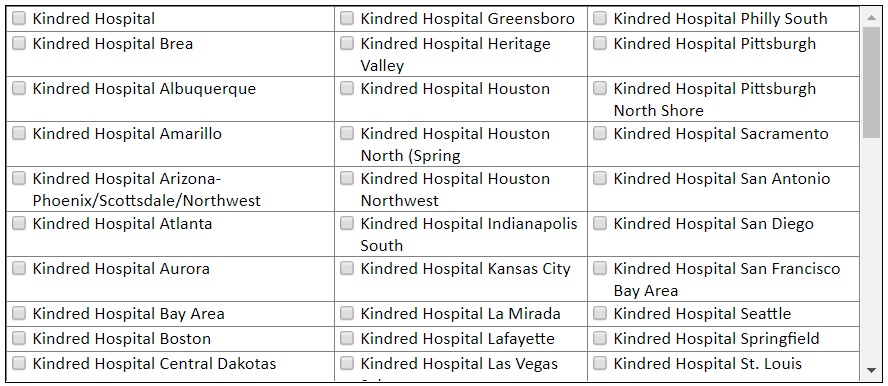 Kindred Hospital
Kindred Hospital Greensboro
Kindred Hospital Philly South
Kindred Hospital Brea
Kindred Hospital Heritage
Valley
Kindred Hospital Pittsburgh
Kindred Hospital Albuquerque
Kindred Hospital Houston
Kindred Hospital Pittsburgh
North Shore
Kindred Hospital Amarillo
Kindred Hospital Houston
North (Spring
Kindred Hospital Sacramento
Kindred Hospital Arizona-
Phoenix/Scottsdale/Northwest
Kindred Hospital Houston
Northwest
Kindred Hospital San Antonio
Kindred Hospital Atlanta
Kindred Hospital Indianapolis
South
Kindred Hospital San Diego
Kindred Hospital Aurora
Kindred Hospital Kansas City
Kindred Hospital San Francisco
Bay Area
Kindred Hospital Bay Area
Kindred Hospital La Mirada
Kindred Hospital Seattle
Kindred Hospital Boston
Kindred Hospital Lafayette
Kindred Hospital Springfield
Kindred Hospital Central Dakotas
Kindred Hospital Las Vegas
Kindred Hospital St. Louis